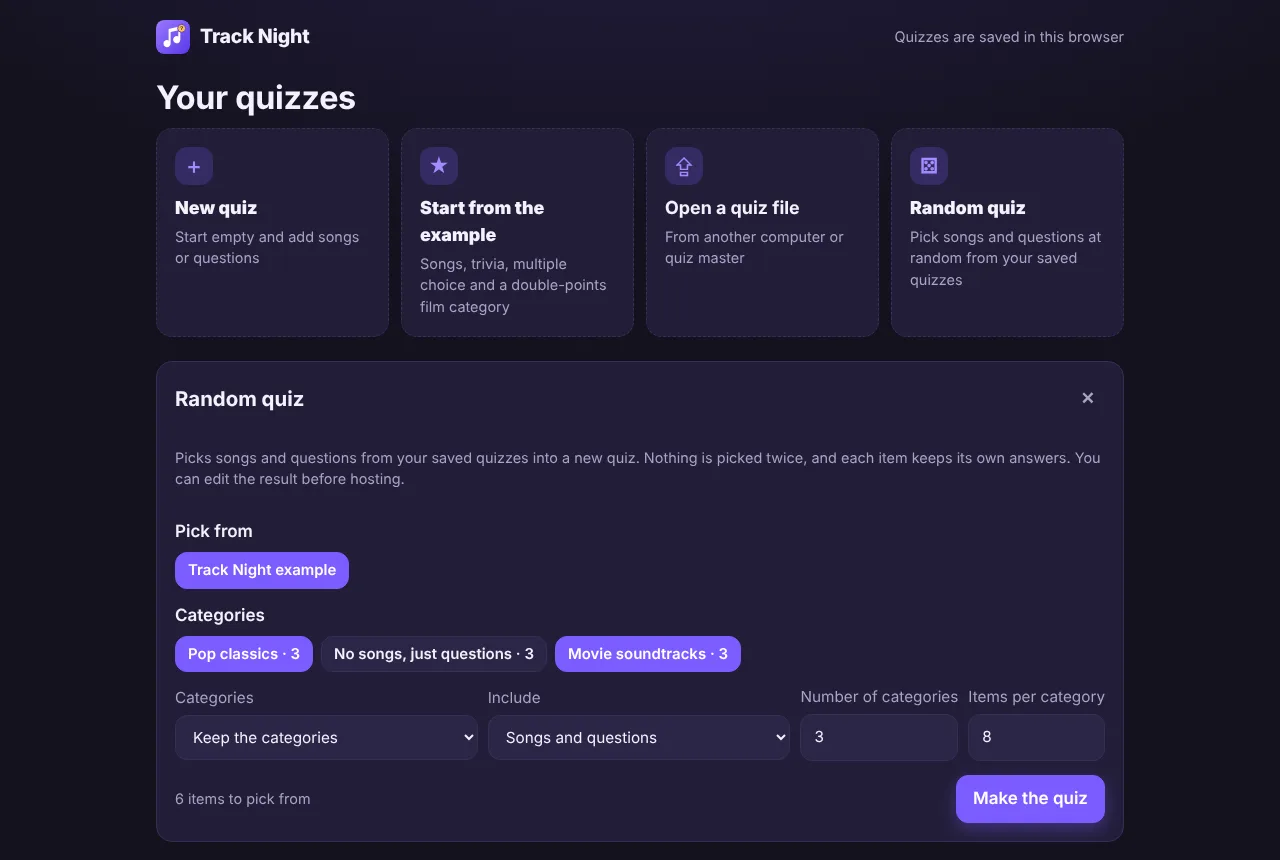 Track Night
Quizzes are saved in this browser
Your quizzes
+
New quiz
Start empty and add songs
or questions
★
Start from the
example
Songs, trivia, multiple
choice and a double-points
film category
Open a quiz file
From another computer or
quiz master
Random quiz
Pick songs and questions at
random from your saved
quizzes
Random quiz
×
Picks songs and questions from your saved quizzes into a new quiz. Nothing is picked twice, and each item keeps its own answers. You
can edit the result before hosting.
Pick from
Track Night example
Categories
Pop classics · 3
No songs, just questions · 3
Movie soundtracks · 3
Categories
Include
Number of categories
Items per category
Keep the categories
Songs and questions
3
8
6 items to pick from
Make the quiz